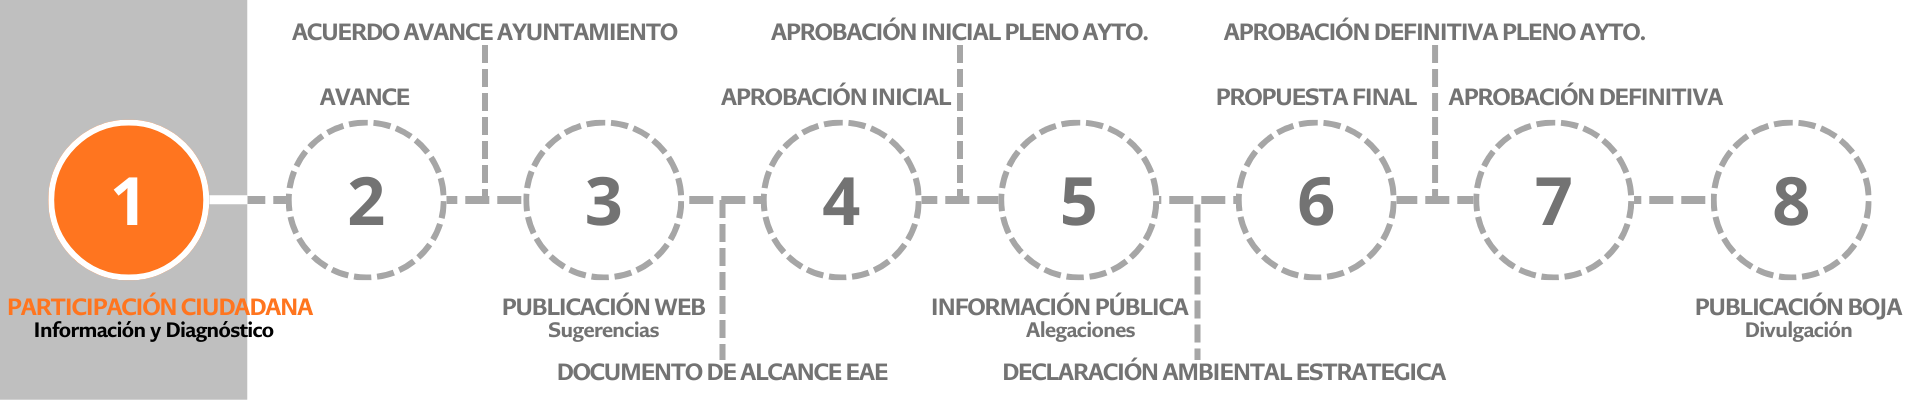 ACUERDO AVANCE AYUNTAMIENTO
APROBACIÓN INICIAL PLENO AYTO.
APROBACIÓN DEFINITIVA PLENO AYTO.
AVANCE
APROBACIÓN INICIAL
PROPUESTA FINAL
APROBACIÓN DEFINITIVA
1
2
3
4
5
6
7
8
PARTICIPACIÓN CIUDADANA
Información y Diagnóstico
PUBLICACIÓN WEB
Sugerencias
INFORMACIÓN PÚBLICA
Alegaciones
PUBLICACIÓN BOJA
Divulgación
DOCUMENTO DE ALCANCE EAE
DECLARACIÓN AMBIENTAL ESTRATEGICA